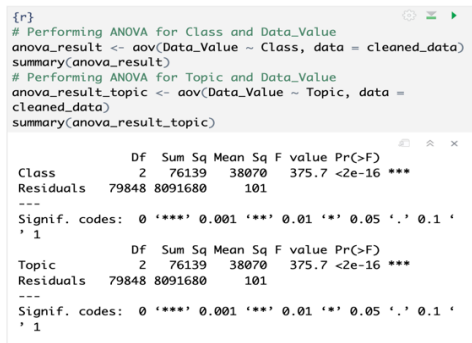 {r}
# Performing ANOVA for Class and Data_Value
anova_result <- aov(Data_Value ~ Class, data = cleaned_data)
summary(anova_result)
# Performing ANOVA for Topic and Data_Value
anova_result_topic <- aov(Data_Value ~ Topic, data =
cleaned_data)
summary(anova_result_topic)
Df Sum Sq Mean Sq F value Pr(>F)
Class 2 76139 38070 375.7 <2e-16 ***
Residuals 79848 8091680 101
---
Signif. codes: 0 ‘***’ 0.001 ‘**’ 0.01 ‘*’ 0.05 ‘.’ 0.1 ‘
’ 1
Df Sum Sq Mean Sq F value Pr(>F)
Topic 2 76139 38070 375.7 <2e-16 ***
Residuals 79848 8091680 101
---
Signif. codes: 0 ‘***’ 0.001 ‘**’ 0.01 ‘*’ 0.05 ‘.’ 0.1 ‘
’ 1